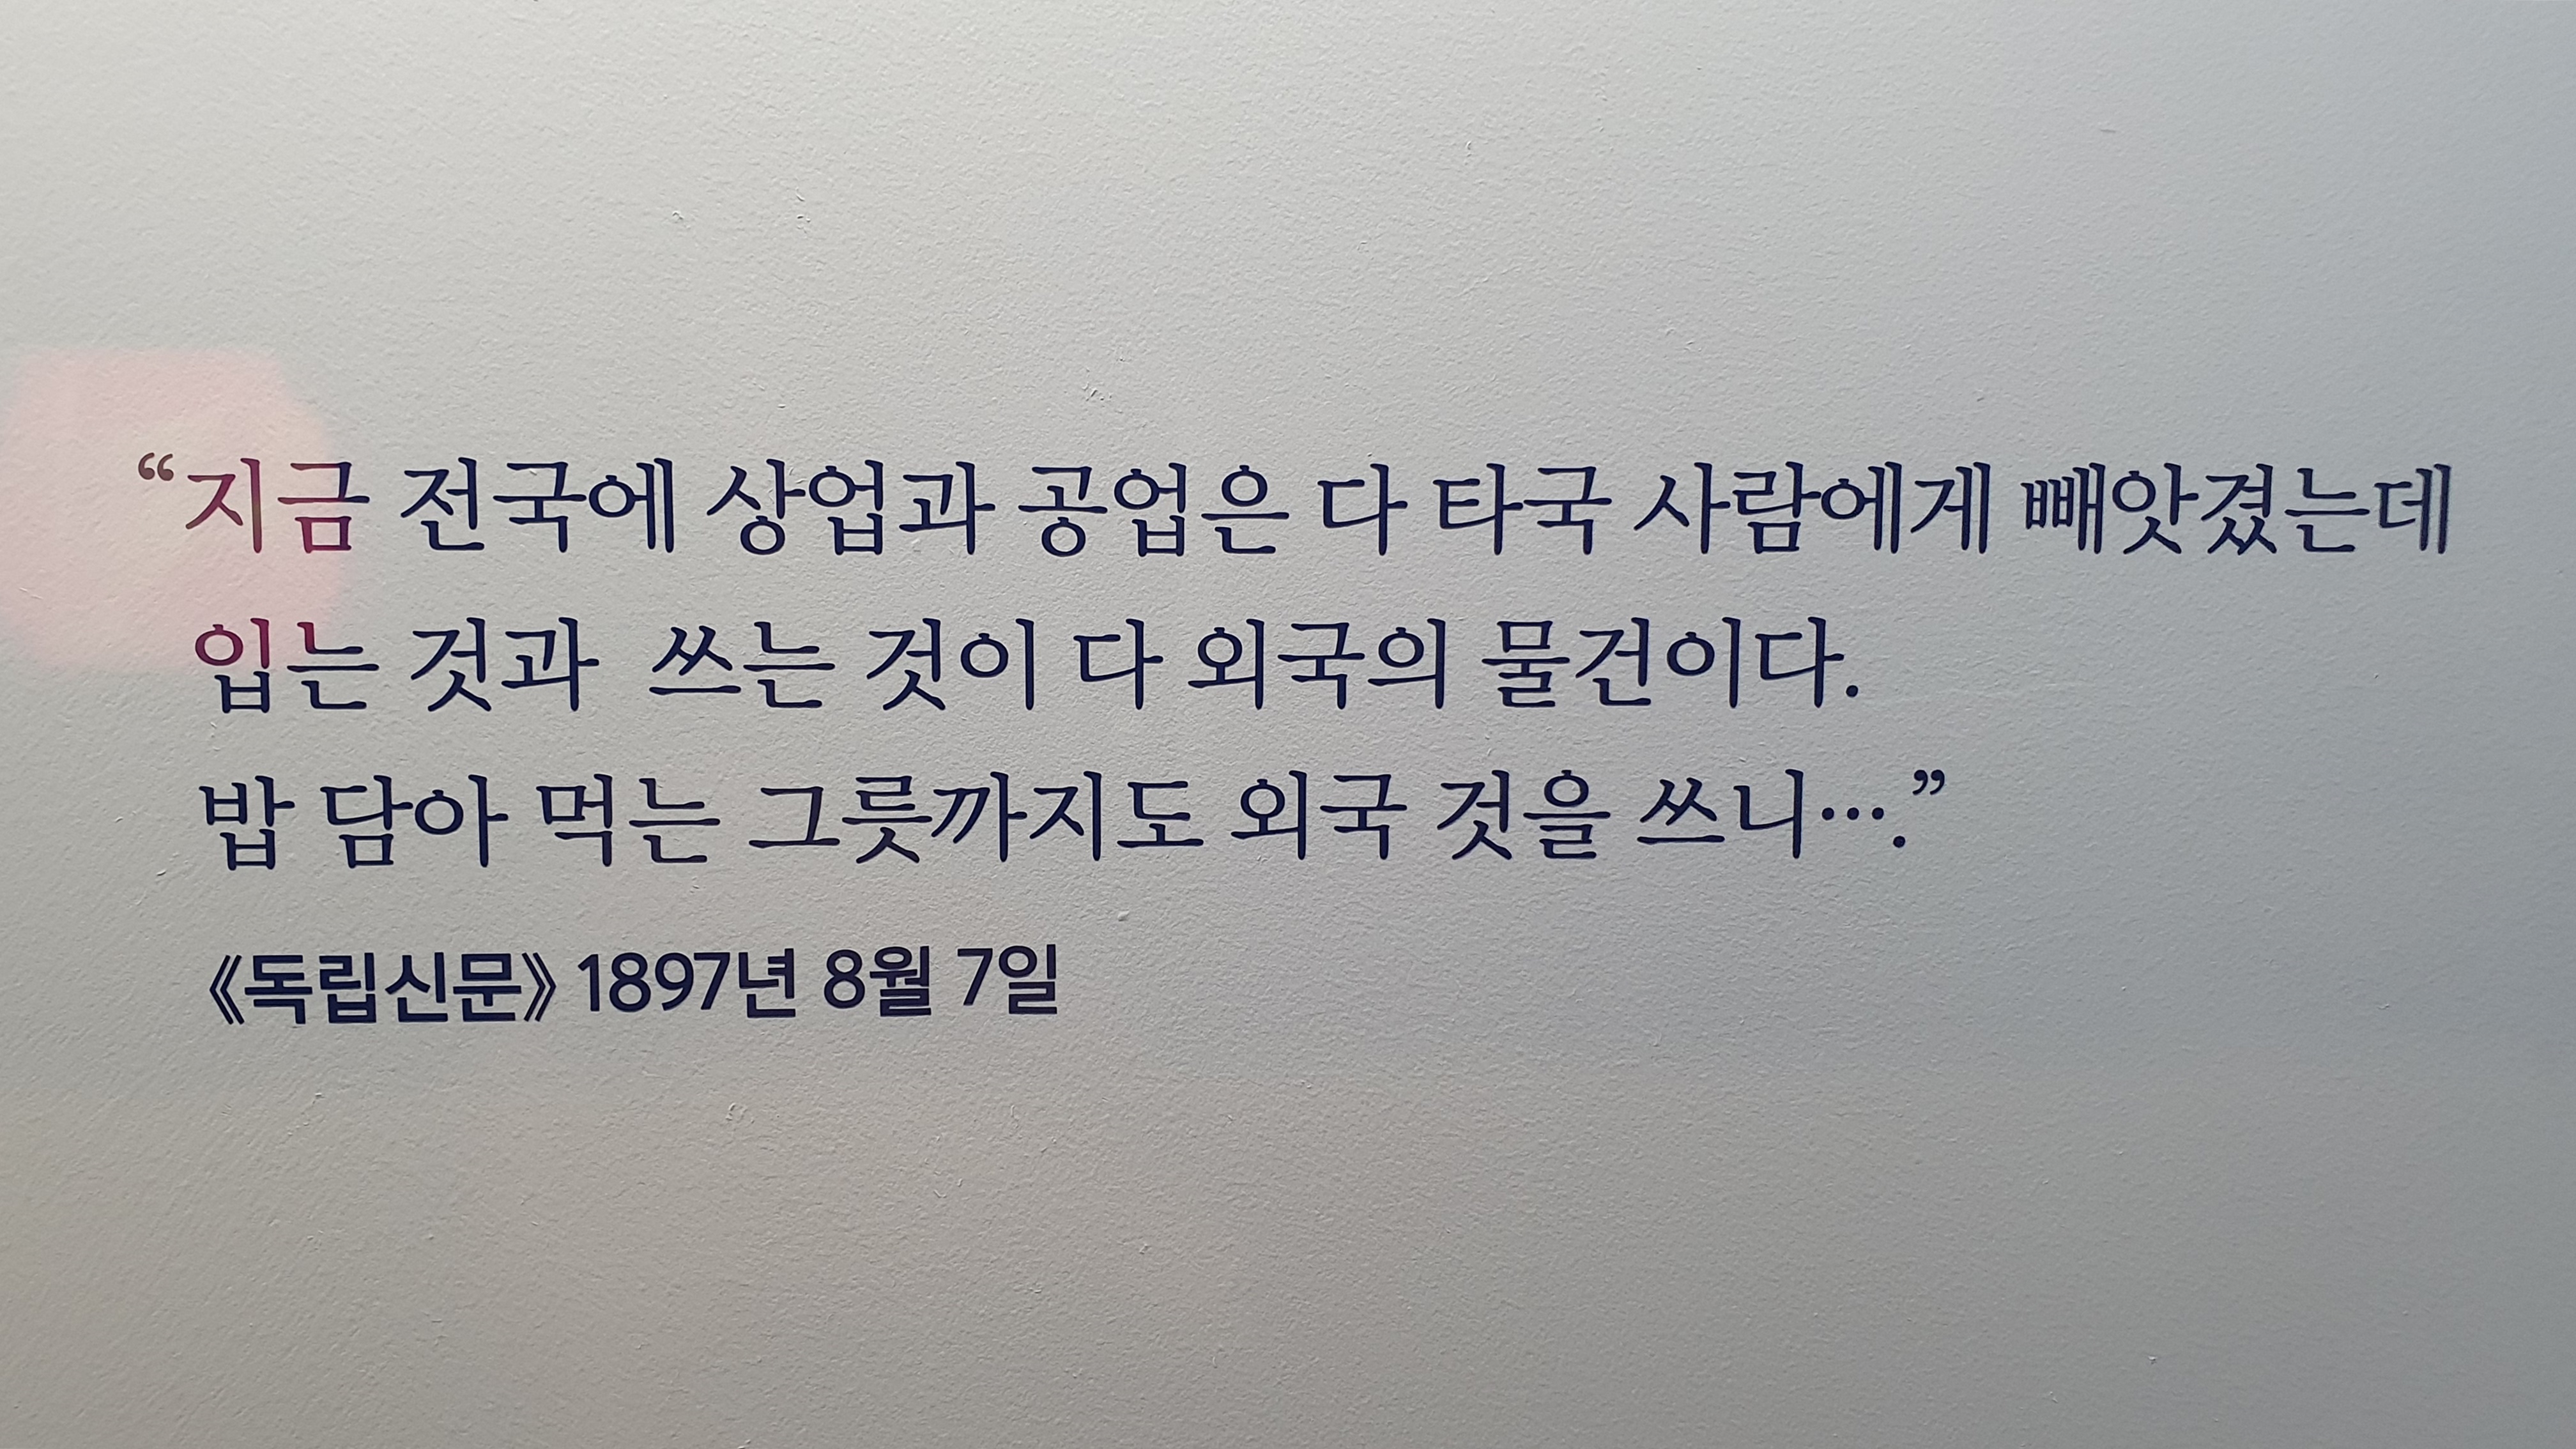 “지금 전국에 상업과 공업은 다 타국 사람에게 빼앗겼는데
입는 것과 쓰는 것이 다 외국의 물건이다.
밥 담아 먹는 그릇까지도 외국 것을 쓰니….”
《독립신문》 1897년 8월 7일